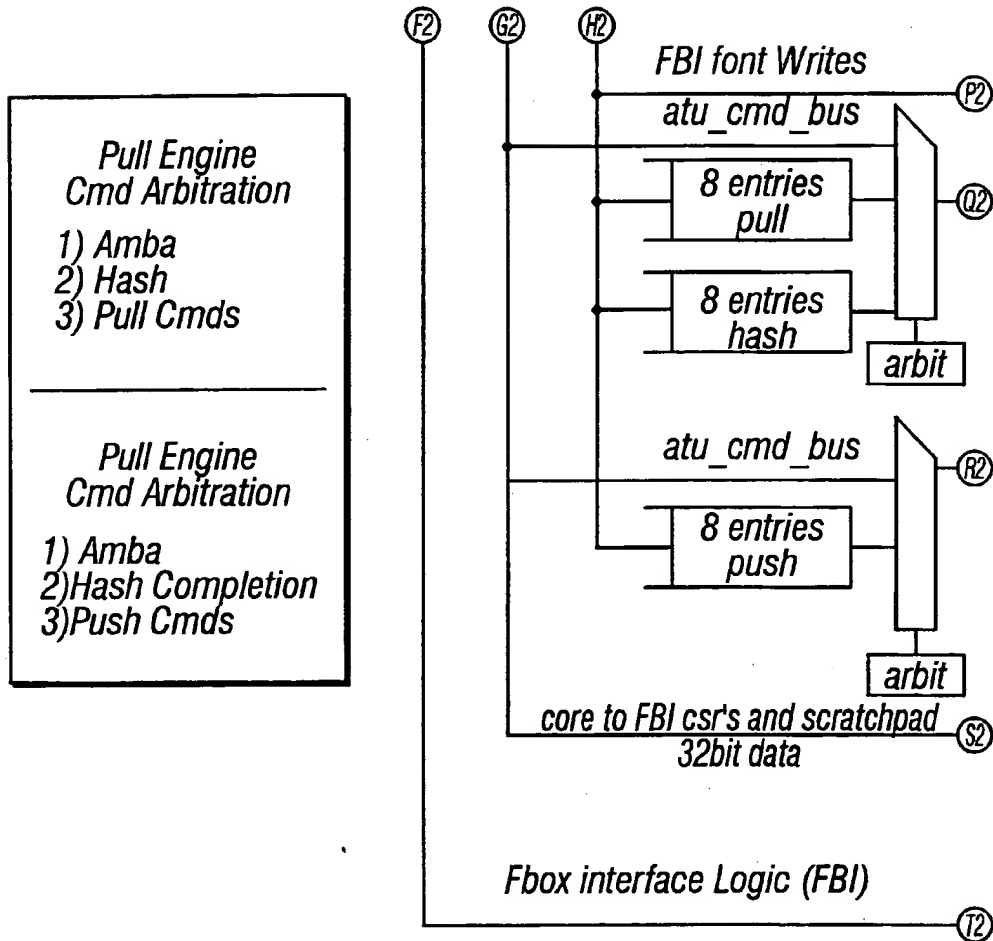 F2 G2 H2
FBI font Writes
P2
atu_cmd_bus
Pull Engine
Cmd Arbitration
1) Amba
2) Hash
3) Pull Cmds
8 entries
pull
Q2
8 entries
hash
arbit
Pull Engine
Cmd Arbitration
1) Amba
2)Hash Completion
3)Push Cmds
atu_cmd_bus
R2
8 entries
push
arbit
core to FBI csr's and scratchpad
S2
32bit data
Fbox interface Logic (FBI)
T2